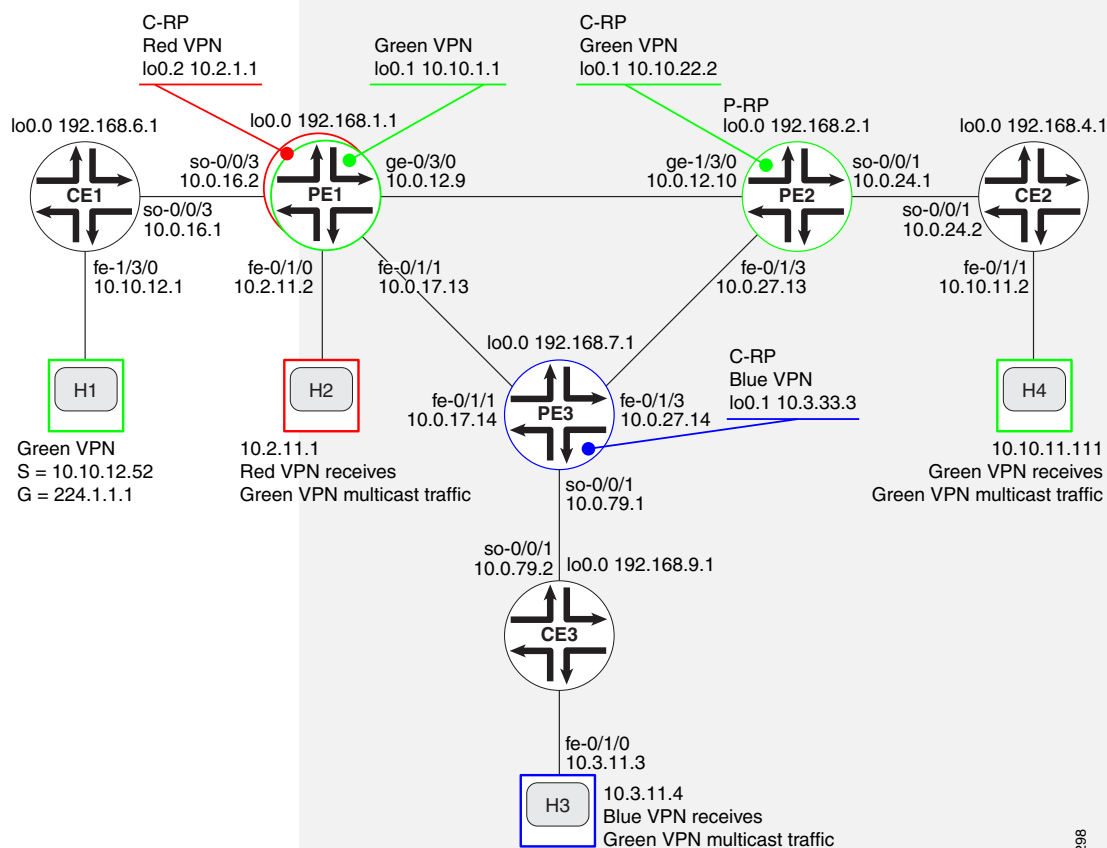 C-RP
Red VPN
lo0.2 10.2.1.1
Green VPN
lo0.1 10.10.1.1
C-RP
Green VPN
lo0.1 10.10.22.2
lo0.0 192.168.6.1
lo0.0 192.168.1.1
P-RP
lo0.0 192.168.2.1
lo0.0 192.168.4.1
so-0/0/3
10.0.16.2
ge-0/3/0
10.0.12.9
ge-1/3/0
10.0.12.10
so-0/0/1
10.0.24.1
CE1
PE1
PE2
CE2
so-0/0/3
10.0.16.1
so-0/0/1
10.0.24.2
fe-1/3/0
10.10.12.1
fe-0/1/0
10.2.11.2
fe-0/1/1
10.0.17.13
fe-0/1/3
10.0.27.13
fe-0/1/1
10.10.11.2
lo0.0 192.168.7.1
C-RP
Blue VPN
lo0.1 10.3.33.3
H1
H2
H4
fe-0/1/1
10.0.17.14
PE3
fe-0/1/3
10.0.27.14
Green VPN
S = 10.10.12.52
G = 224.1.1.1
10.2.11.1
Red VPN receives
Green VPN multicast traffic
10.10.11.111
Green VPN receives
Green VPN multicast traffic
so-0/0/1
10.0.79.1
so-0/0/1
10.0.79.2
lo0.0 192.168.9.1
CE3
fe-0/1/0
10.3.11.3
H3
10.3.11.4
Blue VPN receives
Green VPN multicast traffic
298